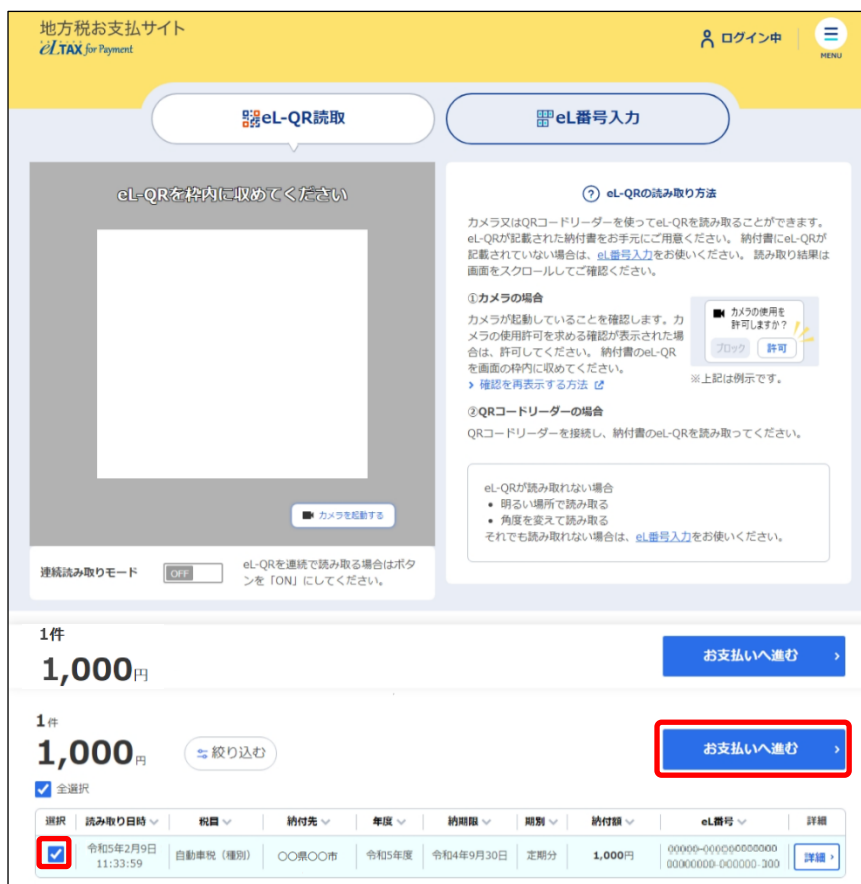 地方税お支払サイト
eLTAX for Payment
ログイン中
MENU
eL-QR読取
eL番号入力
eL-QRを枠内に収めてください
カメラを起動する
連続読み取りモード
OFF
eL-QRを連続で読み取る場合はボタ
ンを「ON」にしてください。
? eL-QRの読み取り方法
カメラ又はQRコードリーダーを使ってeL-QRを読み取ることができます。
eL-QRが記載された納付書をお手元にご用意ください。 納付書にeL-QRが
記載されていない場合は、eL番号入力をお使いください。 読み取り結果は
画面をスクロールしてご確認ください。
①カメラの場合
カメラが起動していることを確認します。カ
メラの使用許可を求める確認が表示された場
合は、許可してください。 納付書のeL-QR
を画面の枠内に収めてください。
> 確認を再表示する方法
カメラの使用を
許可しますか？
ブロック 許可
※上記は例示です。
②QRコードリーダーの場合
QRコードリーダーを接続し、納付書のeL-QRを読み取ってください。
eL-QRが読み取れない場合
• 明るい場所で読み取る
• 角度を変えて読み取る
それでも読み取れない場合は、eL番号入力をお使いください。
1件
1,000円
お支払いへ進む
1件
1,000円
絞り込む
お支払いへ進む
全選択
選択 読み取り日時 税目 納付先 年度 納期限 期別 納付額 eL番号 詳細
令和5年2月9日
11:33:59
自動車税（種別） 〇〇県〇〇市 令和5年度 令和4年9月30日 定期分 1,000円
00000-000000000000
00000000-000000-300
詳細